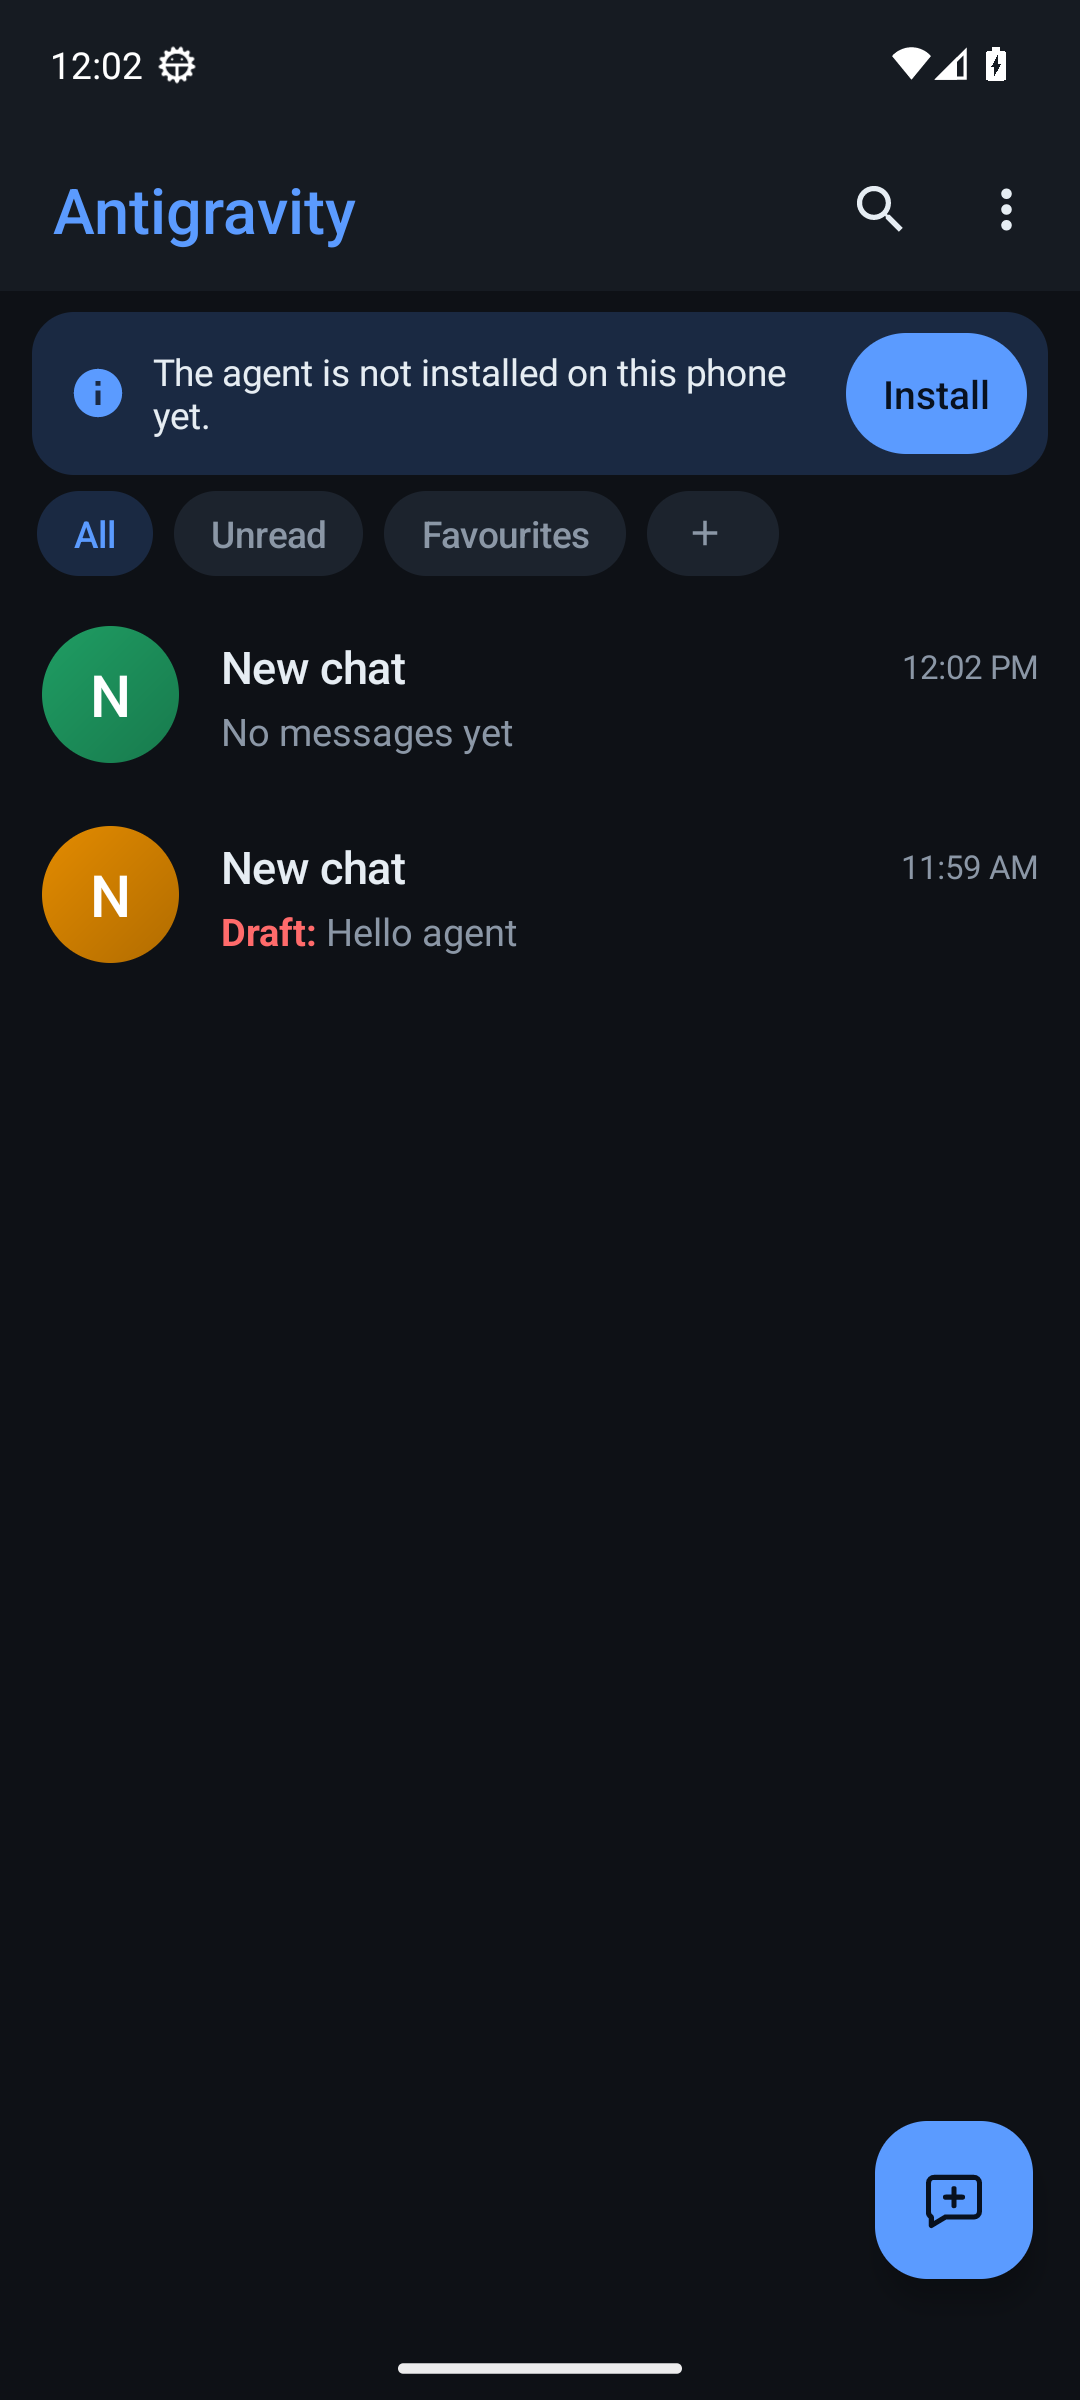 12:02
Antigravity
The agent is not installed on this phone
yet.
Install
All
Unread
Favourites
+
N
New chat
12:02 PM
No messages yet
N
New chat
11:59 AM
Draft: Hello agent